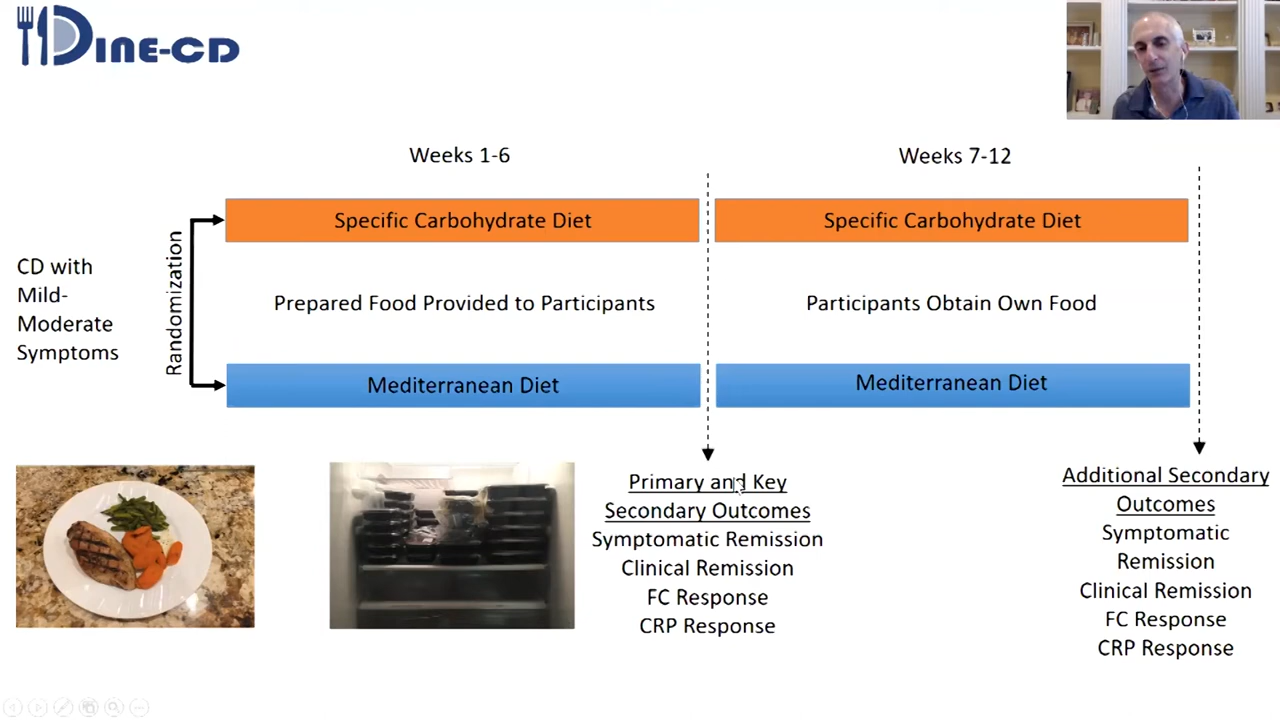 DINE-CD
Weeks 1-6
Weeks 7-12
Specific Carbohydrate Diet
Specific Carbohydrate Diet
CD with
Mild-
Moderate
Symptoms
Randomization
Prepared Food Provided to Participants
Participants Obtain Own Food
Mediterranean Diet
Mediterranean Diet
Primary and Key
Secondary Outcomes
Symptomatic Remission
Clinical Remission
FC Response
CRP Response
Additional Secondary
Outcomes
Symptomatic
Remission
Clinical Remission
FC Response
CRP Response